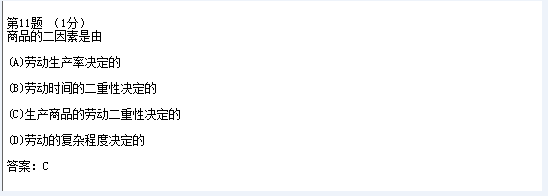 第11题 （1分）
商品的二因素是由
(A)劳动生产率决定的
(B)劳动时间的二重性决定的
(C)生产商品的劳动二重性决定的
(D)劳动的复杂程度决定的
答案：C